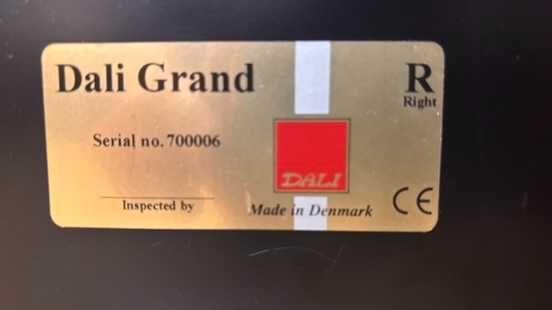 Dali Grand
R
Right
Serial no. 700006
DALI
Inspected by
Made in Denmark
CE